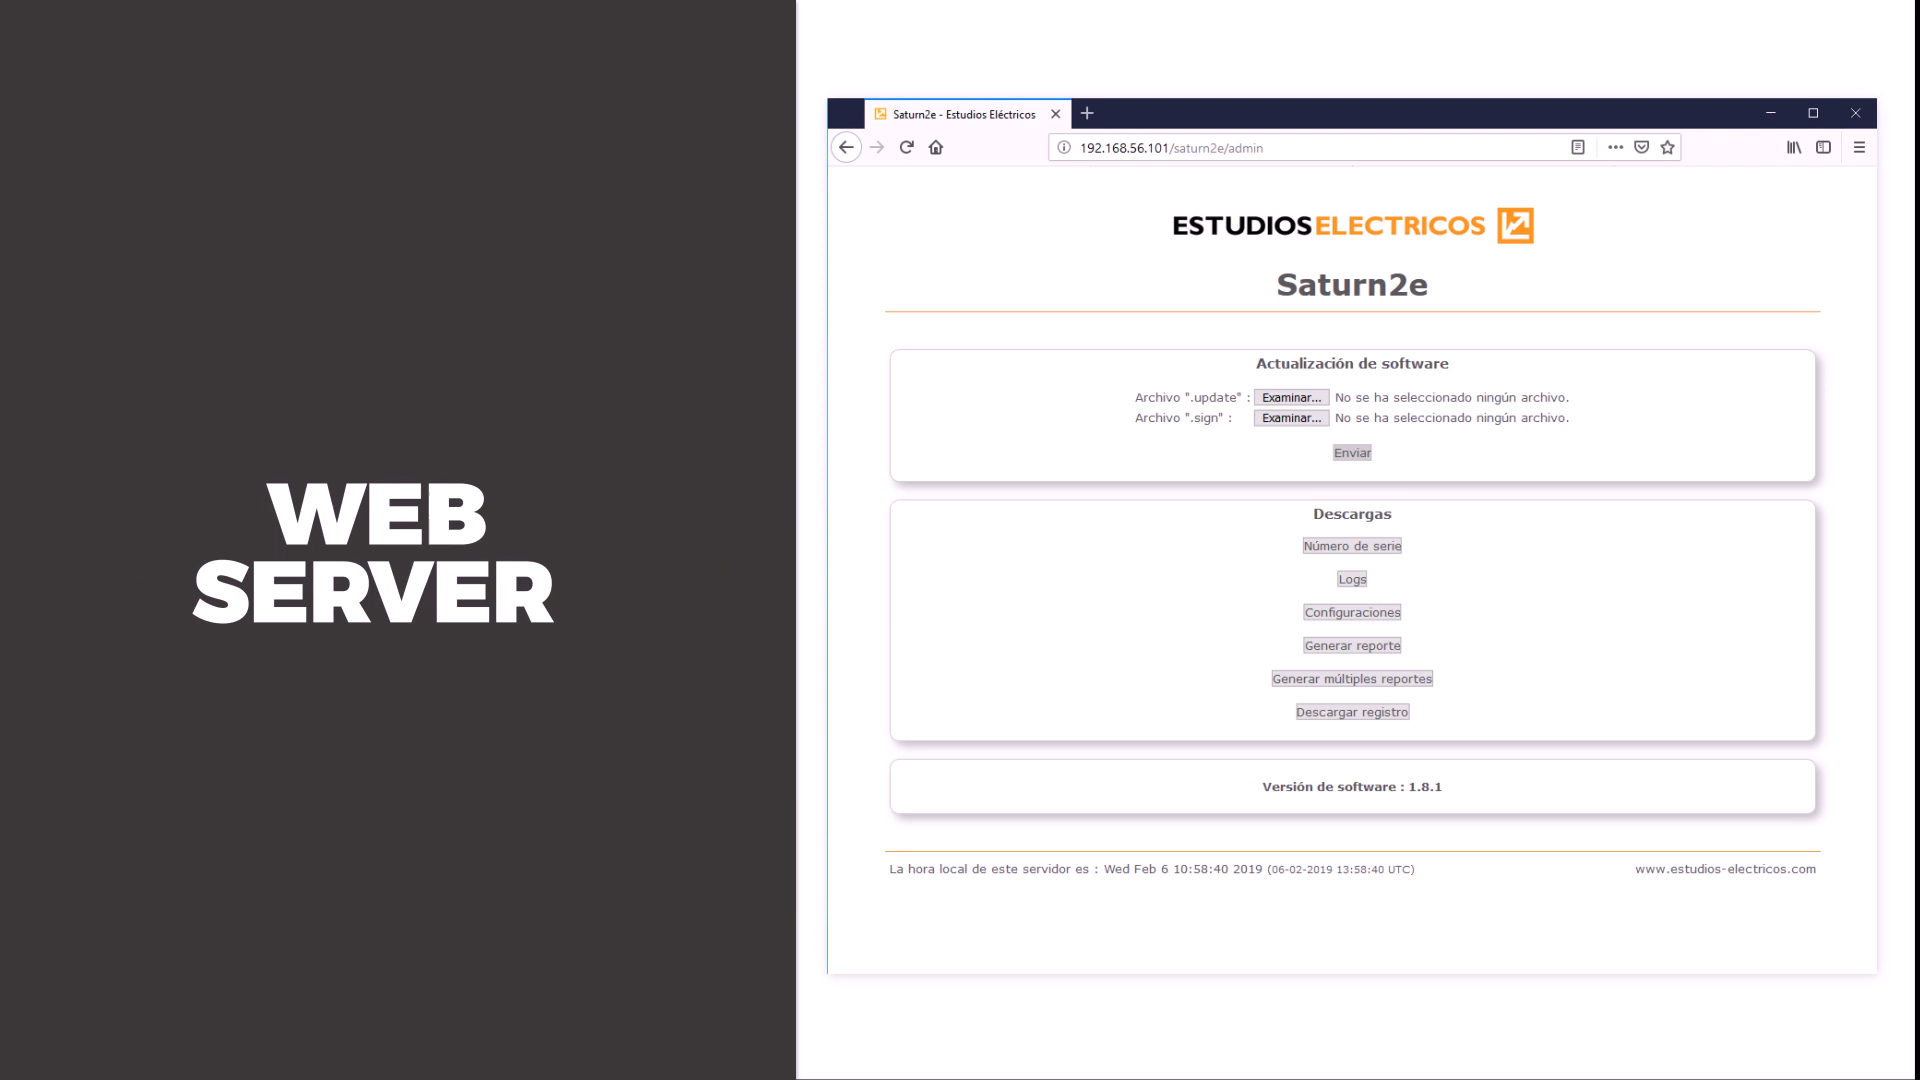 WEB
SERVER
Saturn2e - Estudios Eléctricos
192.168.56.101/saturn2e/admin
ESTUDIOSELECTRICOS
Saturn2e
Actualización de software
Archivo ".update" : Examinar... No se ha seleccionado ningún archivo.
Archivo ".sign" : Examinar... No se ha seleccionado ningún archivo.
Enviar
Descargas
Número de serie
Logs
Configuraciones
Generar reporte
Generar múltiples reportes
Descargar registro
Versión de software : 1.8.1
La hora local de este servidor es : Wed Feb 6 10:58:40 2019 (06-02-2019 13:58:40 UTC) www.estudios-electricos.com